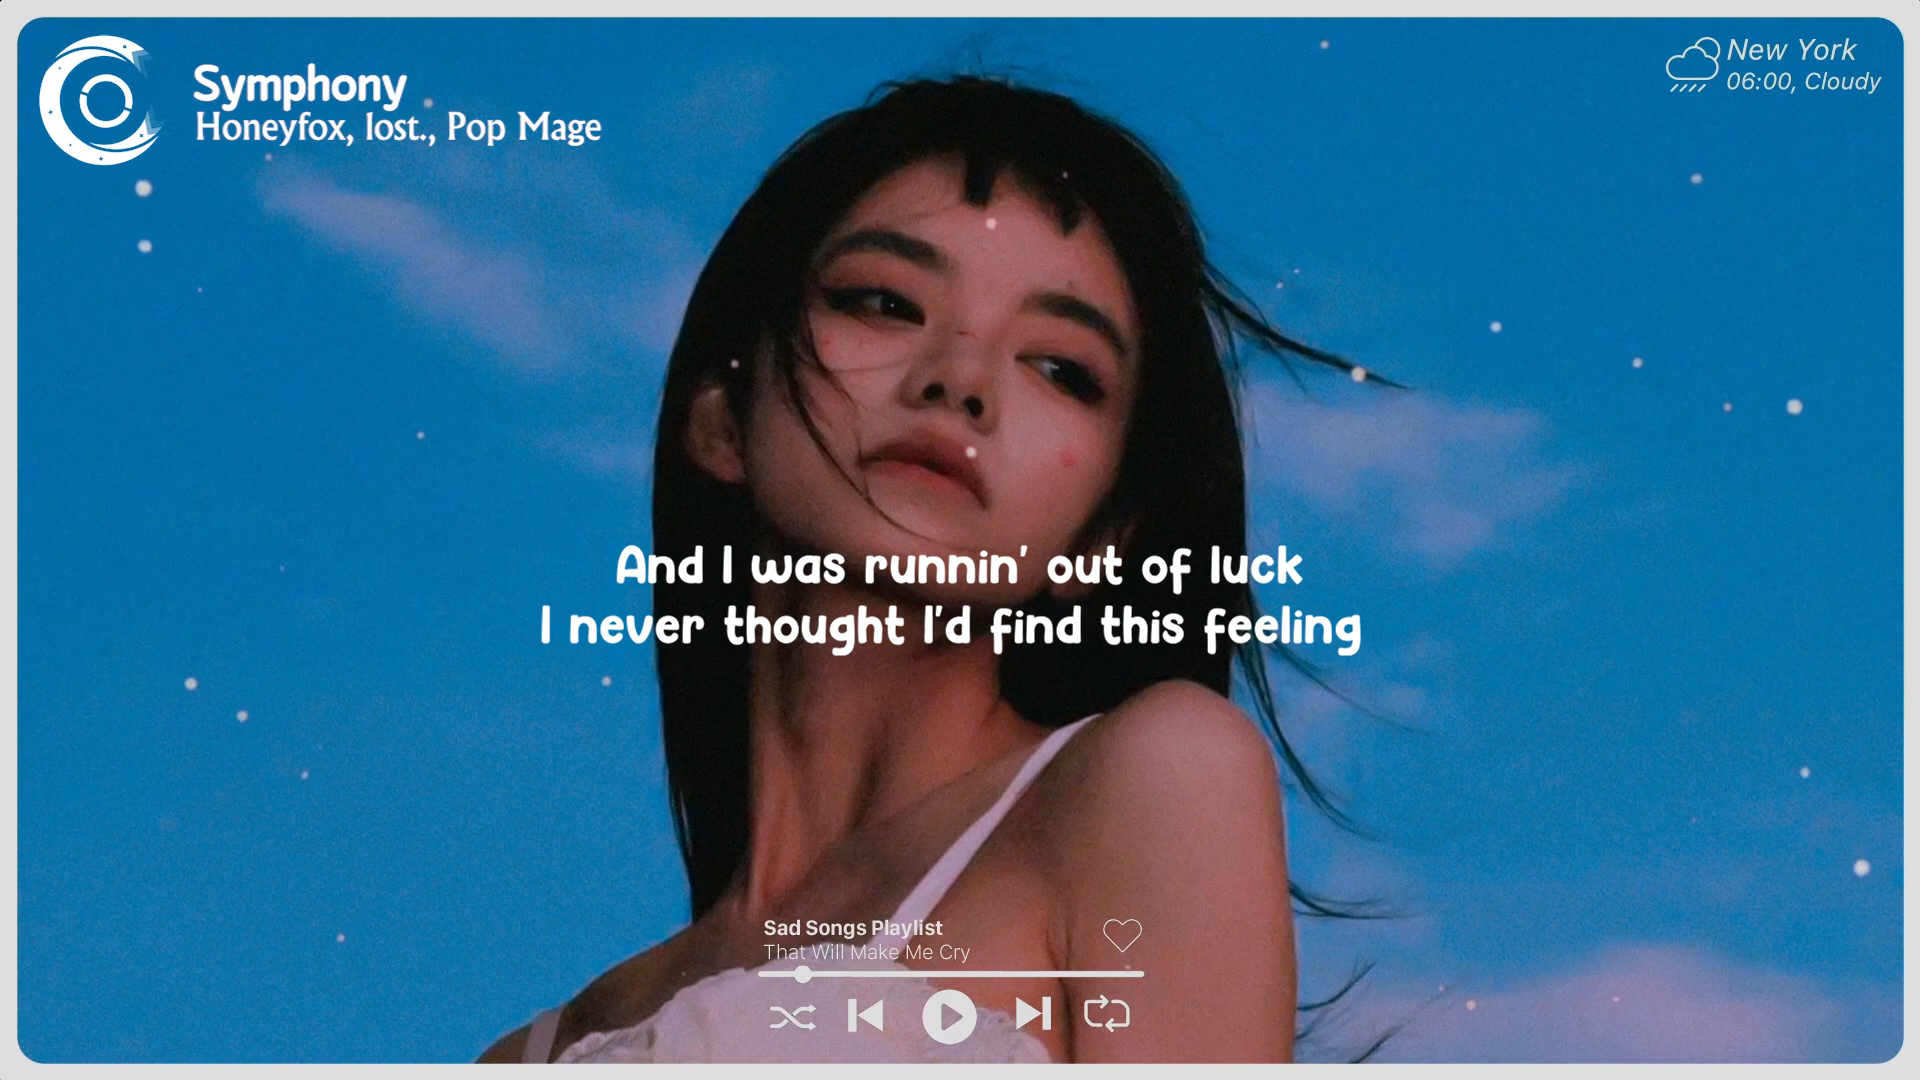 Symphony
Honeyfox, lost., Pop Mage
New York
06:00, Cloudy
And I was runnin' out of luck
I never thought I'd find this feeling
Sad Songs Playlist
That Will Make Me Cry